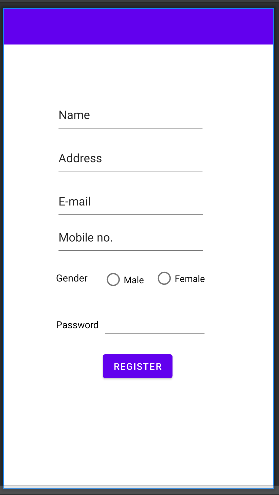 Name
Address
E-mail
Mobile no.
Gender Male Female
Password
REGISTER